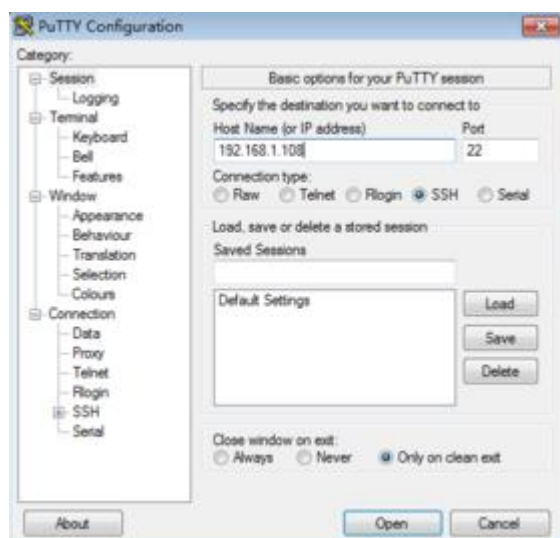 PuTTY Configuration
Category:
Session
Logging
Terminal
Keyboard
Bell
Features
Window
Appearance
Behaviour
Translation
Selection
Colours
Connection
Data
Proxy
Telnet
Rlogin
SSH
Serial
Basic options for your PuTTY session
Specify the destination you want to connect to
Host Name (or IP address) Port
192.168.1.108 22
Connection type:
Raw Telnet Rlogin SSH Serial
Load, save or delete a stored session
Saved Sessions
Default Settings
Load
Save
Delete
Close window on exit:
Always Never Only on clean exit
About Open Cancel